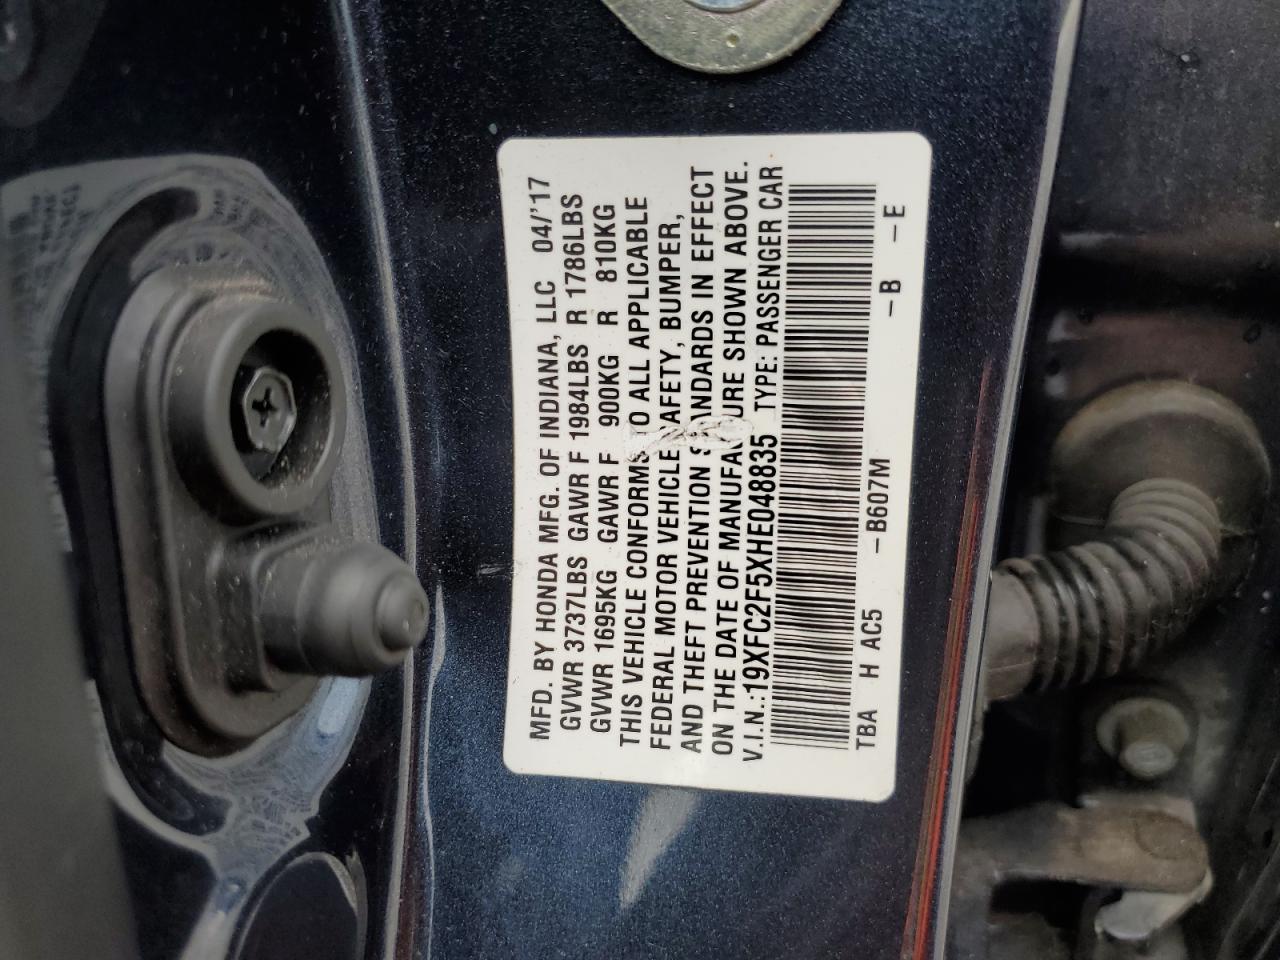 MFD. BY HONDA MFG. OF INDIANA, LLC 04/'17
GVWR 3737LBS GAWR F 1984LBS R 1786LBS
GVWR 1695KG GAWR F 900KG R 810KG
THIS VEHICLE CONFORMS TO ALL APPLICABLE
FEDERAL MOTOR VEHICLE SAFETY, BUMPER,
AND THEFT PREVENTION STANDARDS IN EFFECT
ON THE DATE OF MANUFACTURE SHOWN ABOVE.
V.I.N.:19XFC2F5XHE048835 TYPE: PASSENGER CAR
TBA H AC5 –B607M –B –E